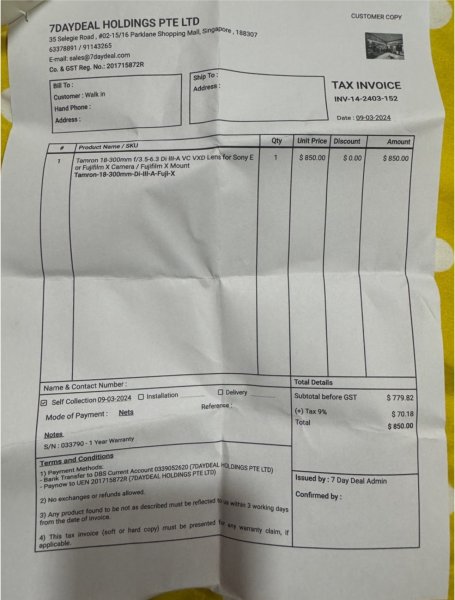 CUSTOMER COPY
7DAYDEAL HOLDINGS PTE LTD
35 Selegie Road , #02-15/16 Parklane Shopping Mall, Singapore , 188307
63378891 / 91143265
E-mail: sales@7daydeal.com
Co. & GST Reg. No.: 201715872R
Bill To :
Customer : Walk in
Hand Phone :
Address :
Ship To :
Address :
TAX INVOICE
INV-14-2403-152
Date : 09-03-2024
# Product Name / SKU Qty Unit Price Discount Amount
1 Tamron 18-300mm f/3.5-6.3 Di III-A VC VXD Lens for Sony E 1 $ 850.00 $ 0.00 $ 850.00
or Fujifilm X Camera / Fujifilm X Mount
Tamron-18-300mm-Di-III-A-Fuji-X
Name & Contact Number :
Self Collection 09-03-2024 Installation Delivery
Mode of Payment : Nets Reference :
Notes
S/N : 033790 - 1 Year Warranty
Total Details
Subtotal before GST $ 779.82
(+) Tax 9% $ 70.18
Total $ 850.00
Terms and Conditions
1) Payment Methods:
- Bank Transfer to DBS Current Account 0339052620 (7DAYDEAL HOLDINGS PTE LTD)
- Paynow to UEN 201715872R (7DAYDEAL HOLDINGS PTE LTD)
2) No exchanges or refunds allowed.
3) Any product found to be not as described must be reflected to us within 3 working days
from the date of invoice.
4) This tax invoice (soft or hard copy) must be presented for any warranty claim, if
applicable.
Issued by : 7 Day Deal Admin
Confirmed by :